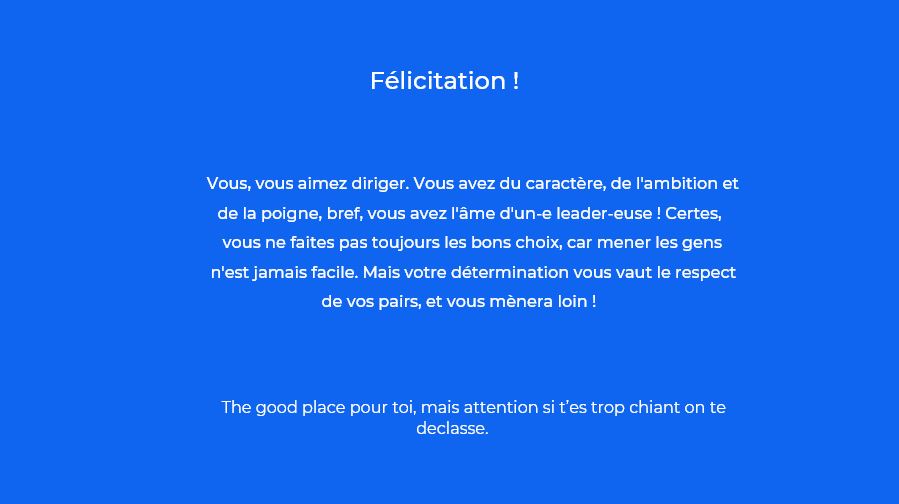 Félicitation !
Vous, vous aimez diriger. Vous avez du caractère, de l'ambition et
de la poigne, bref, vous avez l'âme d'un-e leader-euse ! Certes,
vous ne faites pas toujours les bons choix, car mener les gens
n'est jamais facile. Mais votre détermination vous vaut le respect
de vos pairs, et vous mènera loin !
The good place pour toi, mais attention si t’es trop chiant on te
declasse.